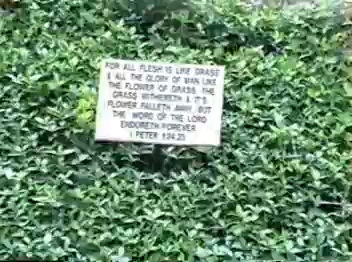 FOR ALL FLESH IS LIKE GRASS
& ALL THE GLORY OF MAN LIKE
THE FLOWER OF GRASS. THE
GRASS WITHERETH & IT'S
FLOWER FALLETH AWAY. BUT
THE WORD OF THE LORD
ENDURETH FOREVER
I PETER 1:24,25